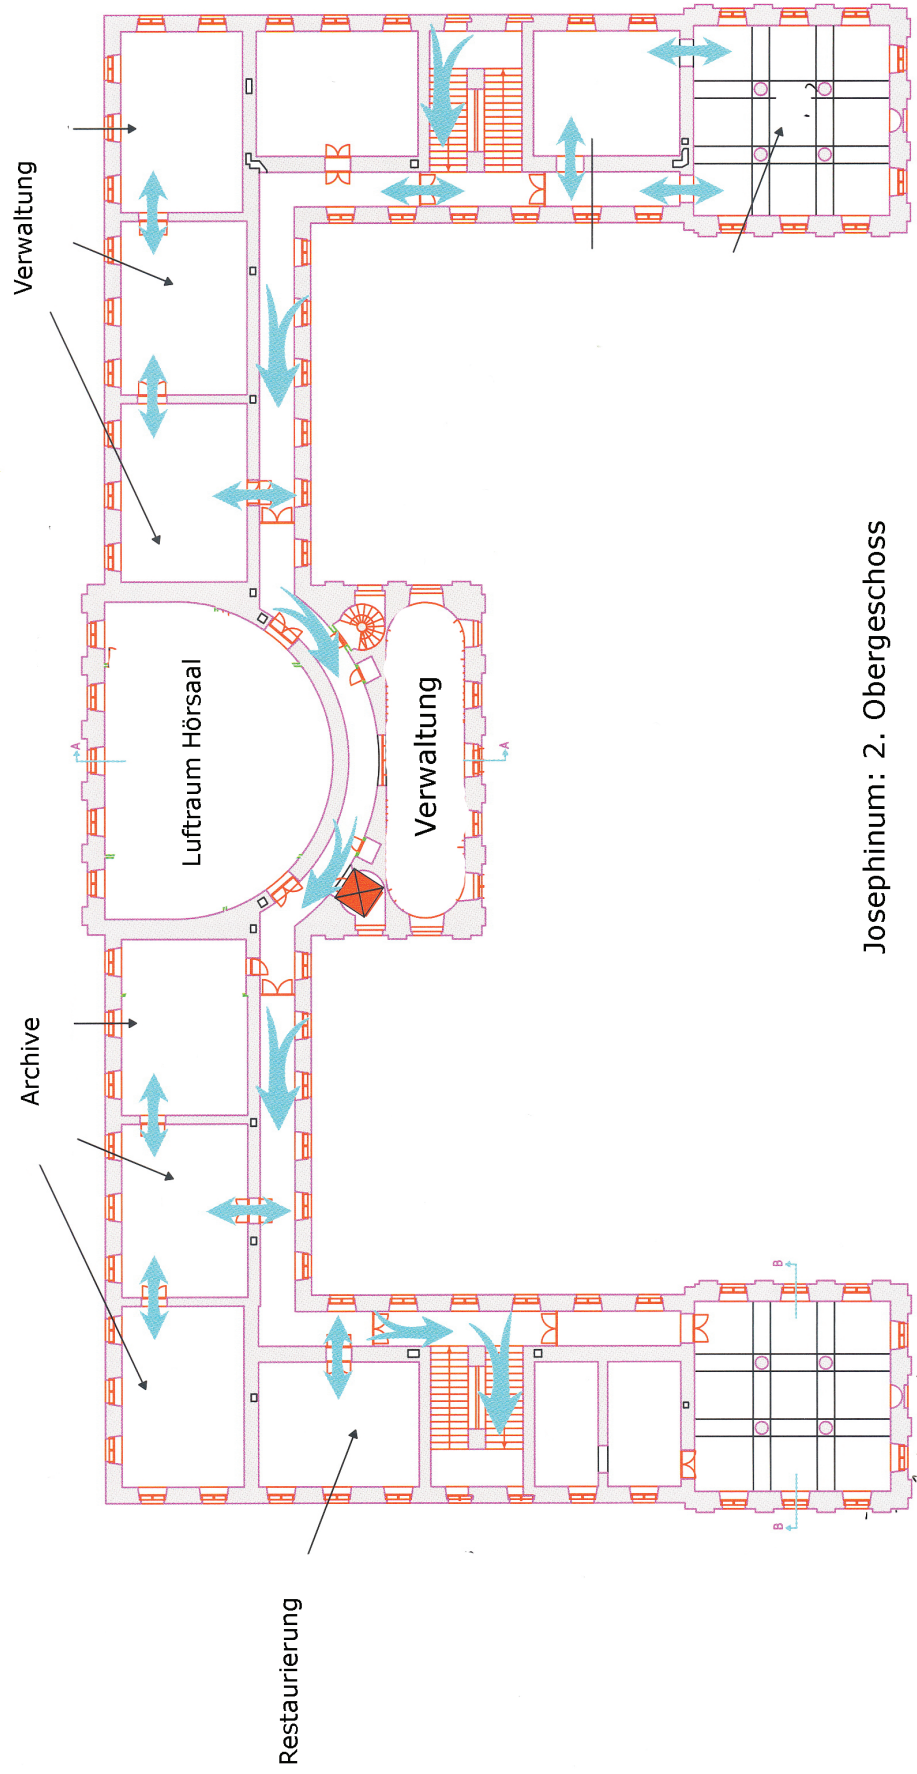 Restaurierung
Archive
Verwaltung
Luftraum Hörsaal
Verwaltung
Josephinum: 2. Obergeschoss
A
A
B
B